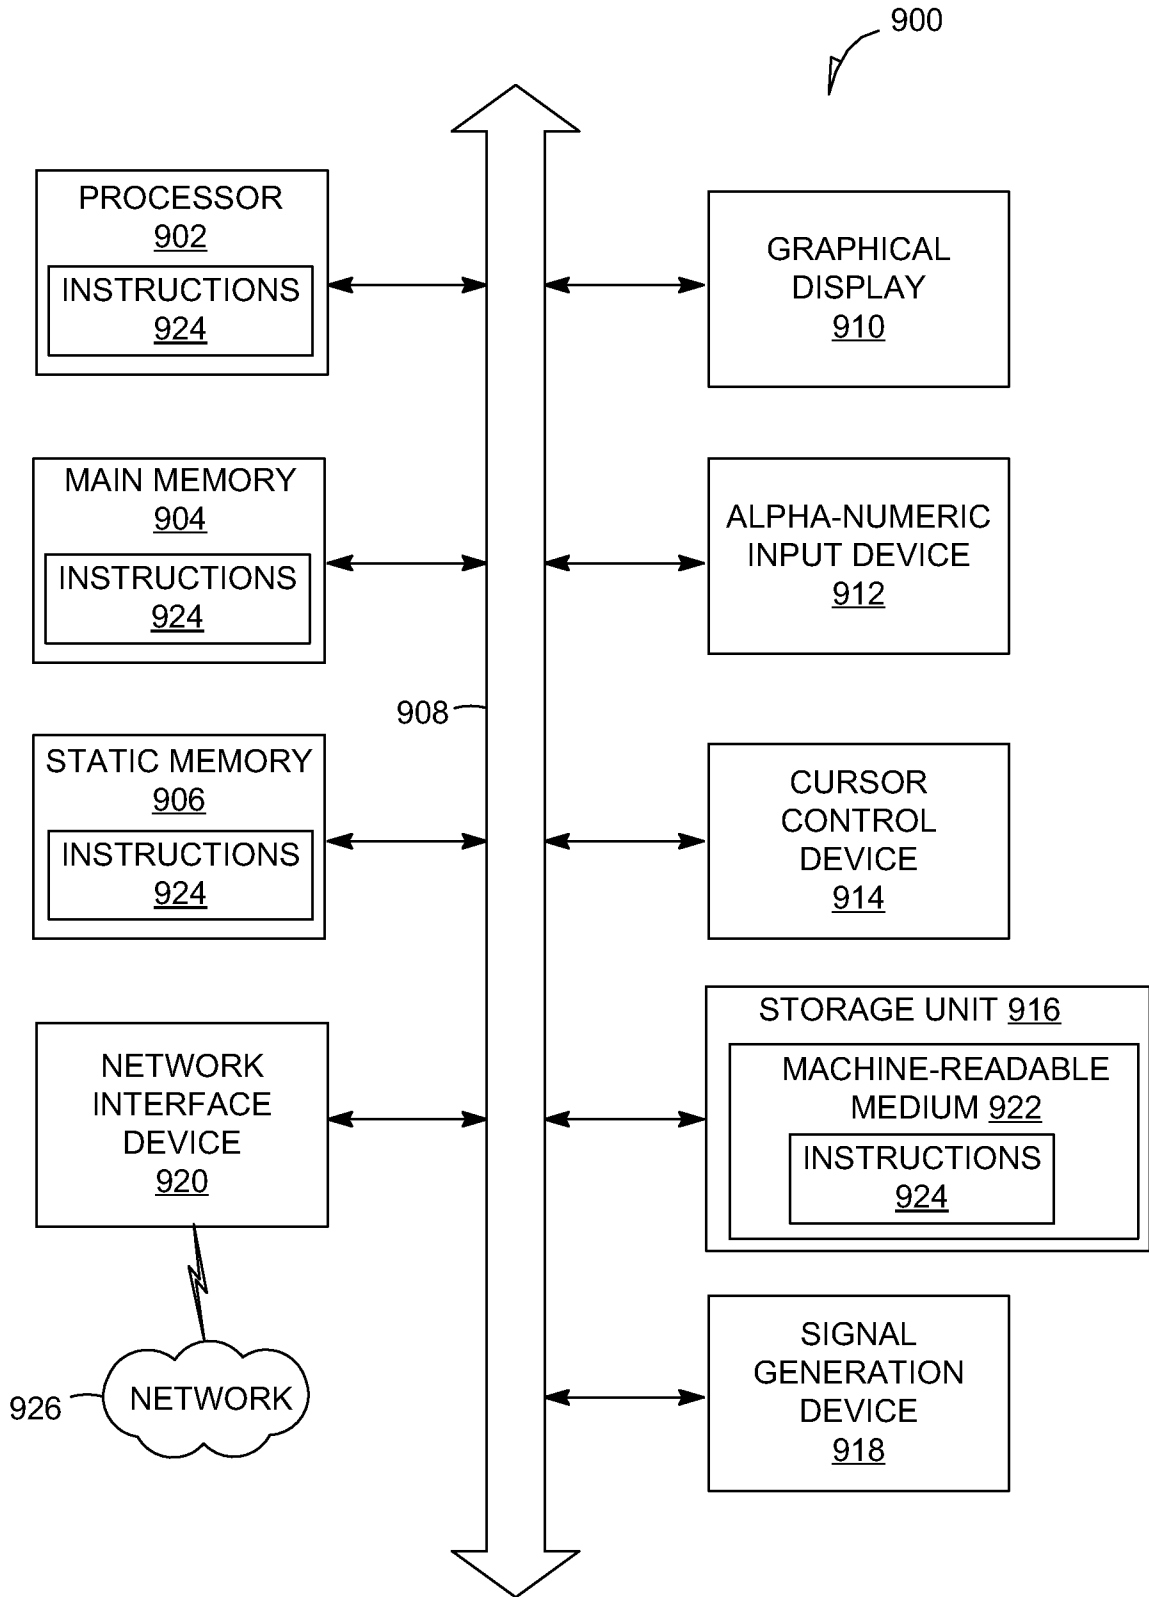 900
PROCESSOR
902
INSTRUCTIONS
924
GRAPHICAL
DISPLAY
910
MAIN MEMORY
904
INSTRUCTIONS
924
ALPHA-NUMERIC
INPUT DEVICE
912
908
STATIC MEMORY
906
INSTRUCTIONS
924
CURSOR
CONTROL
DEVICE
914
NETWORK
INTERFACE
DEVICE
920
STORAGE UNIT 916
MACHINE-READABLE
MEDIUM 922
INSTRUCTIONS
924
926
NETWORK
SIGNAL
GENERATION
DEVICE
918